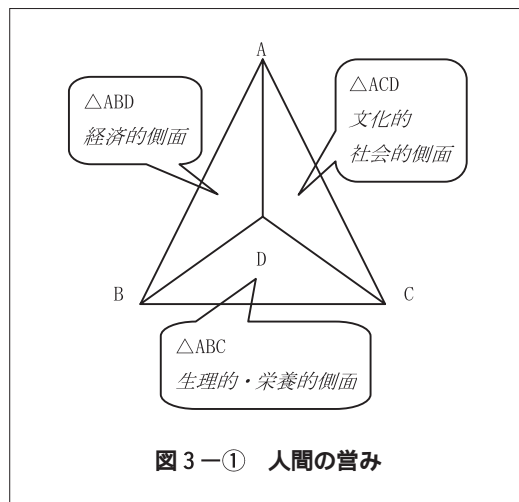 A
△ABD
経済的側面
△ACD
文化的
社会的側面
D
B
C
△ABC
生理的・栄養的側面
図3－① 人間の営み